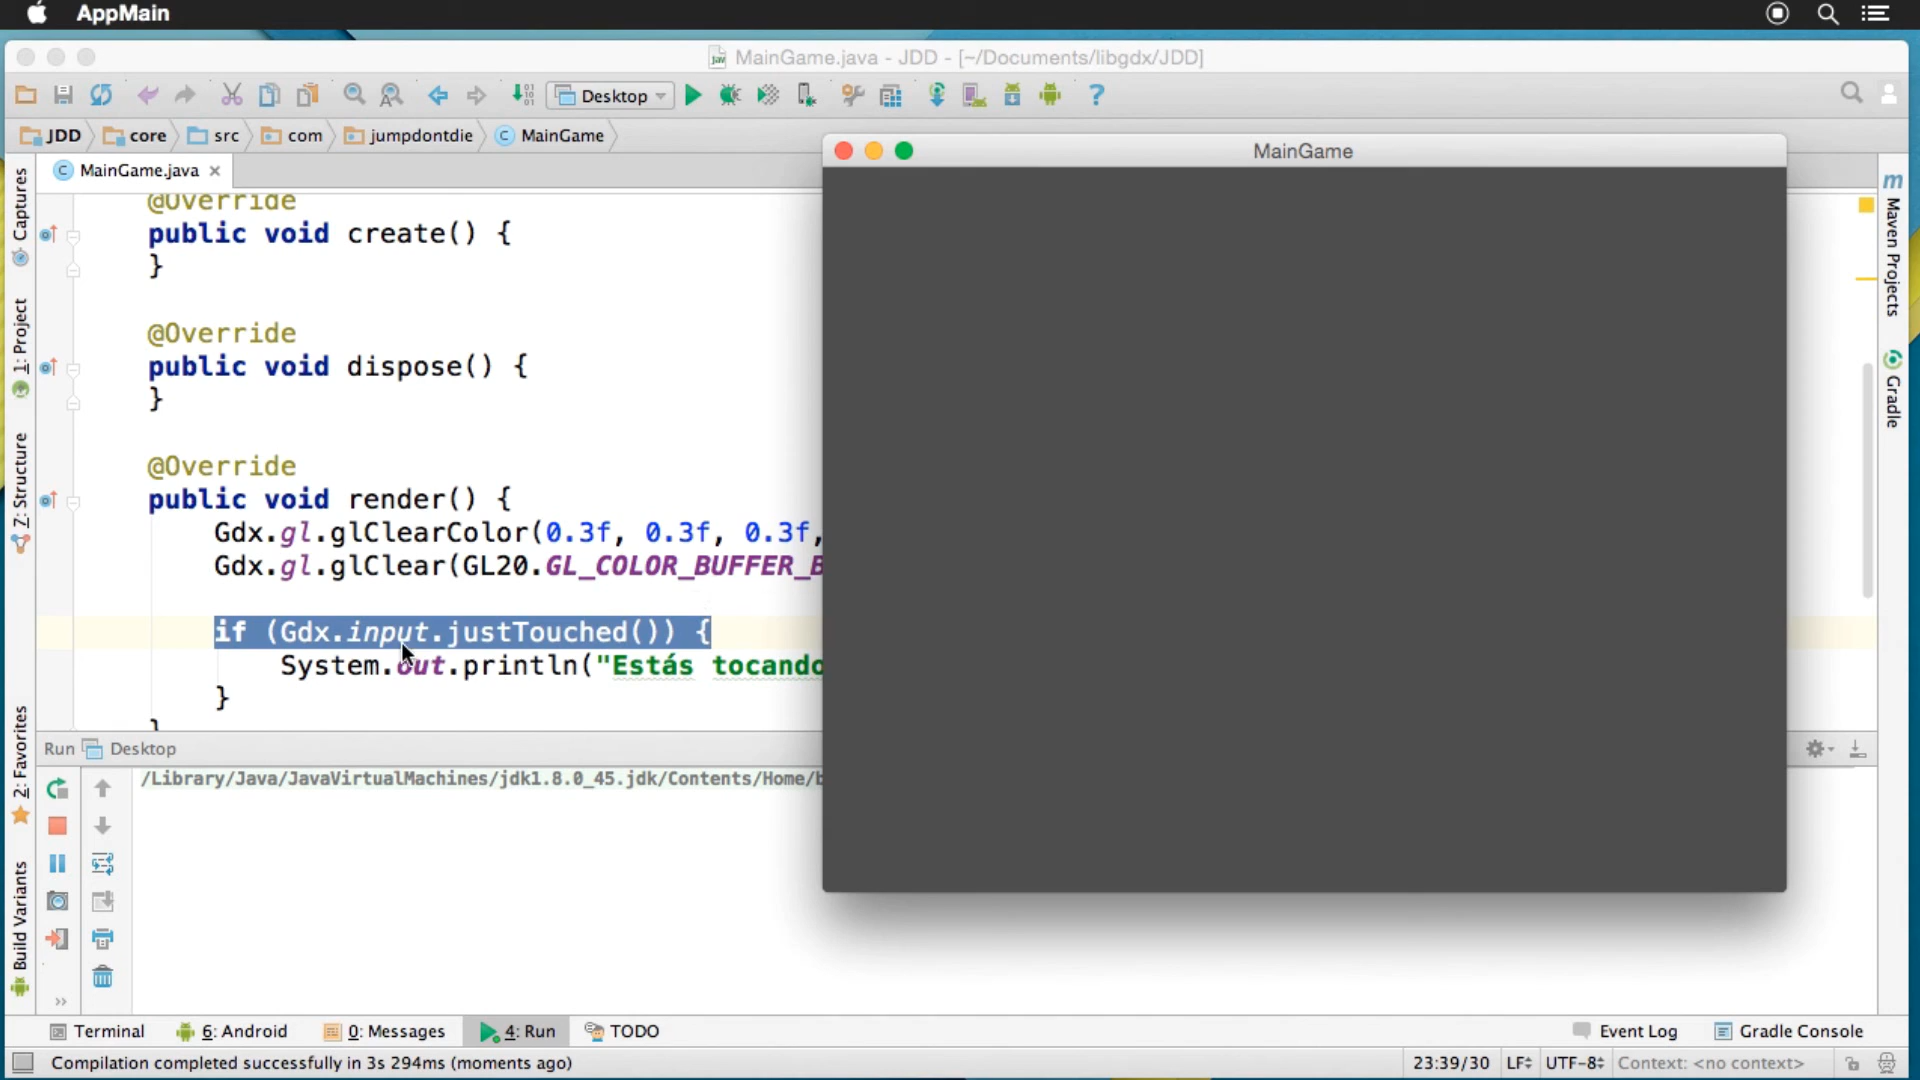 AppMain
MainGame.java - JDD - [~/Documents/libgdx/JDD]
Desktop
JDD core src com jumpdontdie MainGame
MainGame
MainGame.java
Captures
1: Project
7: Structure
2: Favorites
Build Variants
@Override
public void create() {
}
@Override
public void dispose() {
}
@Override
public void render() {
Gdx.gl.glClearColor(0.3f, 0.3f, 0.3f,
Gdx.gl.glClear(GL20.GL_COLOR_BUFFER_B
if (Gdx.input.justTouched()) {
System.out.println("Estás tocando
}
}
Maven Projects
Gradle
Run Desktop
/Library/Java/JavaVirtualMachines/jdk1.8.0_45.jdk/Contents/Home/b
Terminal 6: Android 0: Messages 4: Run TODO Event Log Gradle Console
Compilation completed successfully in 3s 294ms (moments ago) 23:39/30 LF UTF-8 Context: <no context>